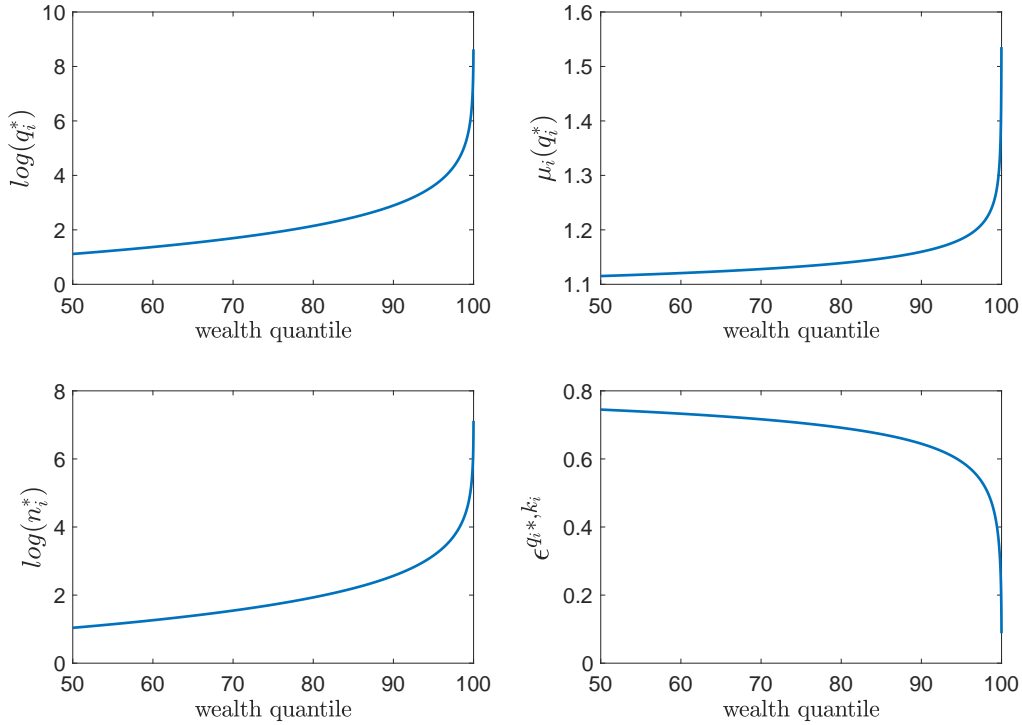 10
8
6
4
2
0
log(q_i^*)
50 60 70 80 90 100
wealth quantile
1.6
1.5
1.4
1.3
1.2
1.1
μ_i(q_i^*)
50 60 70 80 90 100
wealth quantile
8
6
4
2
0
log(n_i^*)
50 60 70 80 90 100
wealth quantile
0.8
0.6
0.4
0.2
0
ϵ^{q_i*,k_i}
50 60 70 80 90 100
wealth quantile